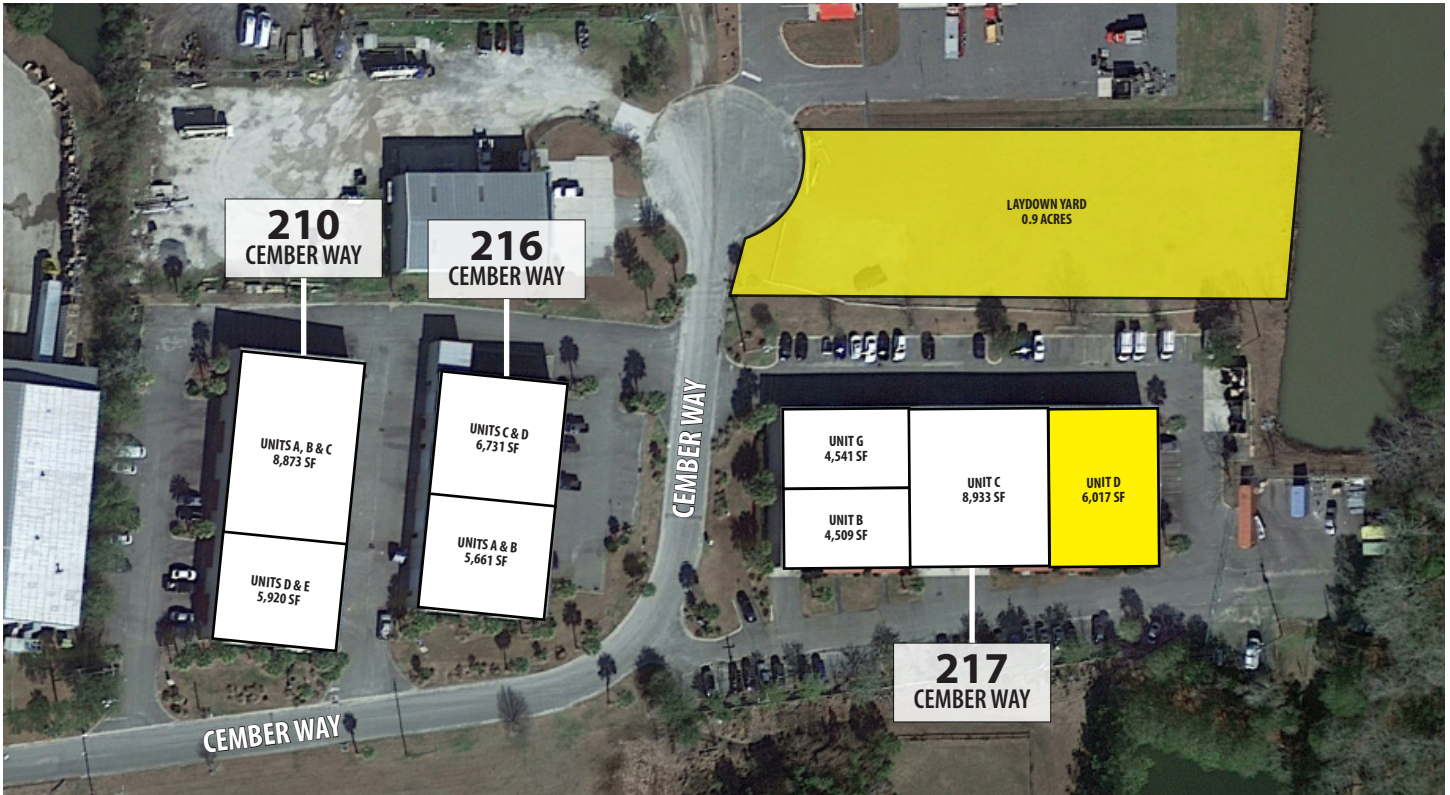 LAYDOWN YARD
0.9 ACRES
210
CEMBER WAY
216
CEMBER WAY
UNITS A, B & C
8,873 SF
UNITS D & E
5,920 SF
UNITS C & D
6,731 SF
UNITS A & B
5,661 SF
CEMBER WAY
UNIT G
4,541 SF
UNIT B
4,509 SF
UNIT C
8,933 SF
UNIT D
6,017 SF
217
CEMBER WAY
CEMBER WAY